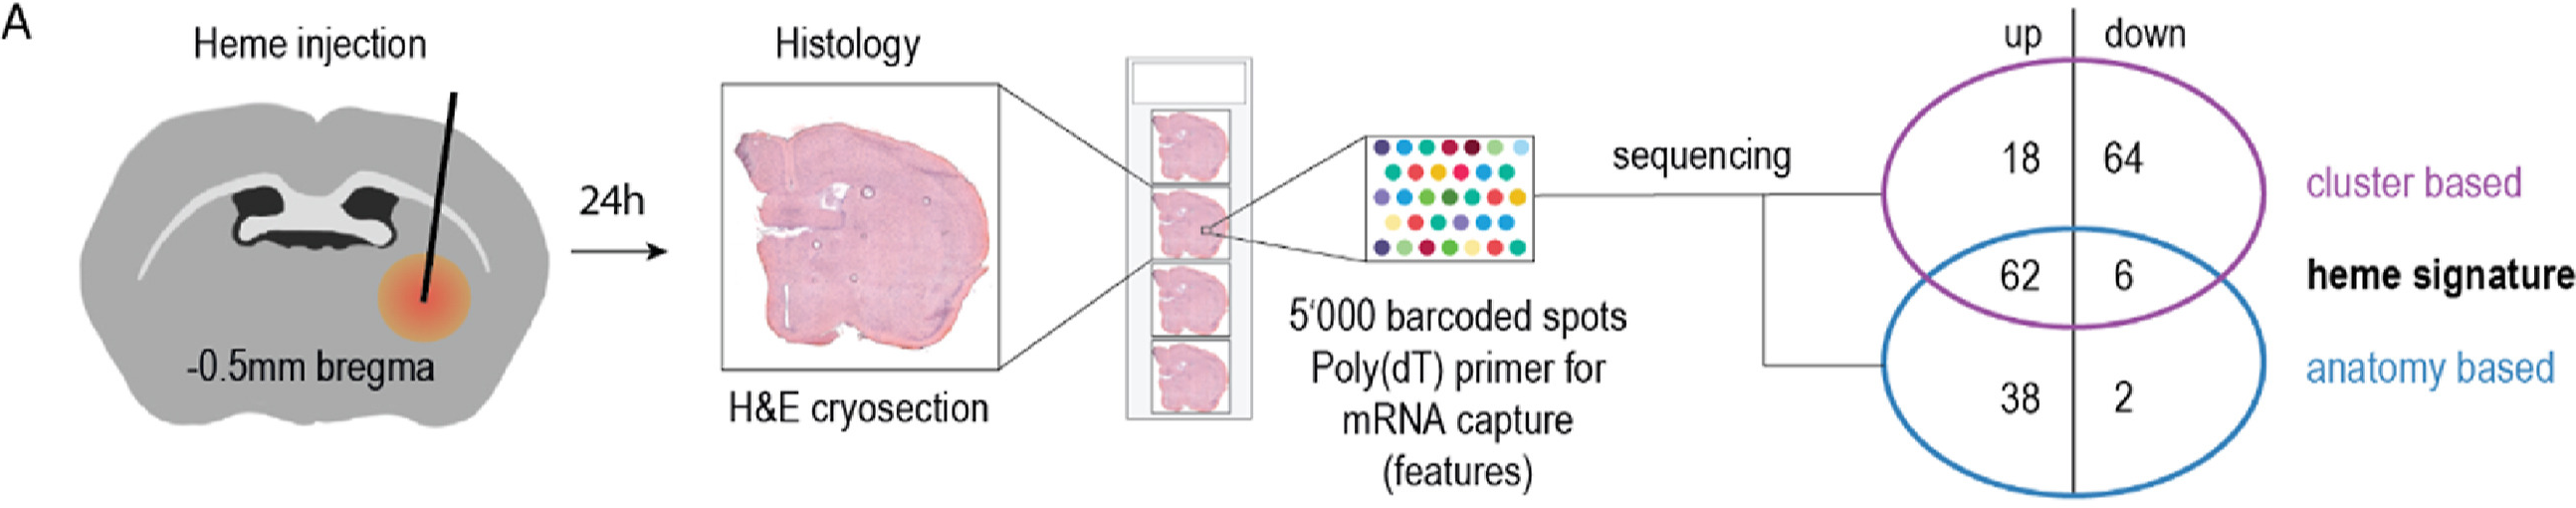 A
Heme injection
-0.5mm bregma
24h
Histology
H&E cryosection
5‘000 barcoded spots
Poly(dT) primer for
mRNA capture
(features)
sequencing
up down
18 64
62 6
38 2
cluster based
heme signature
anatomy based